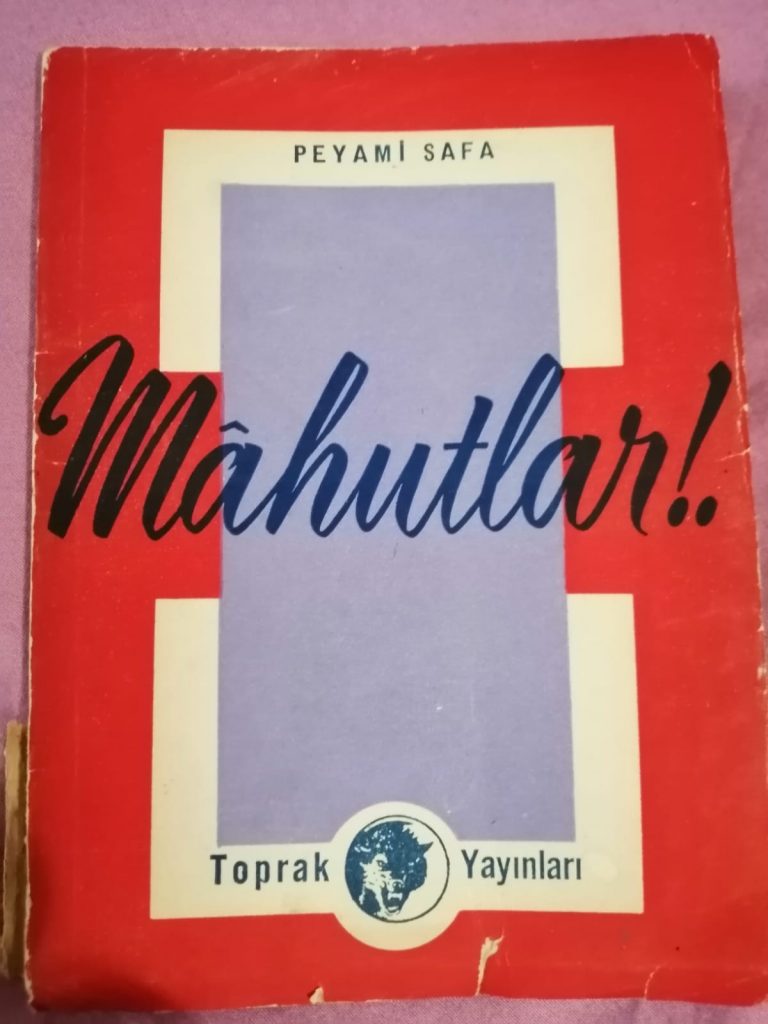 PEYAMİ SAFA
Mâhutlar!.
Toprak Yayınları